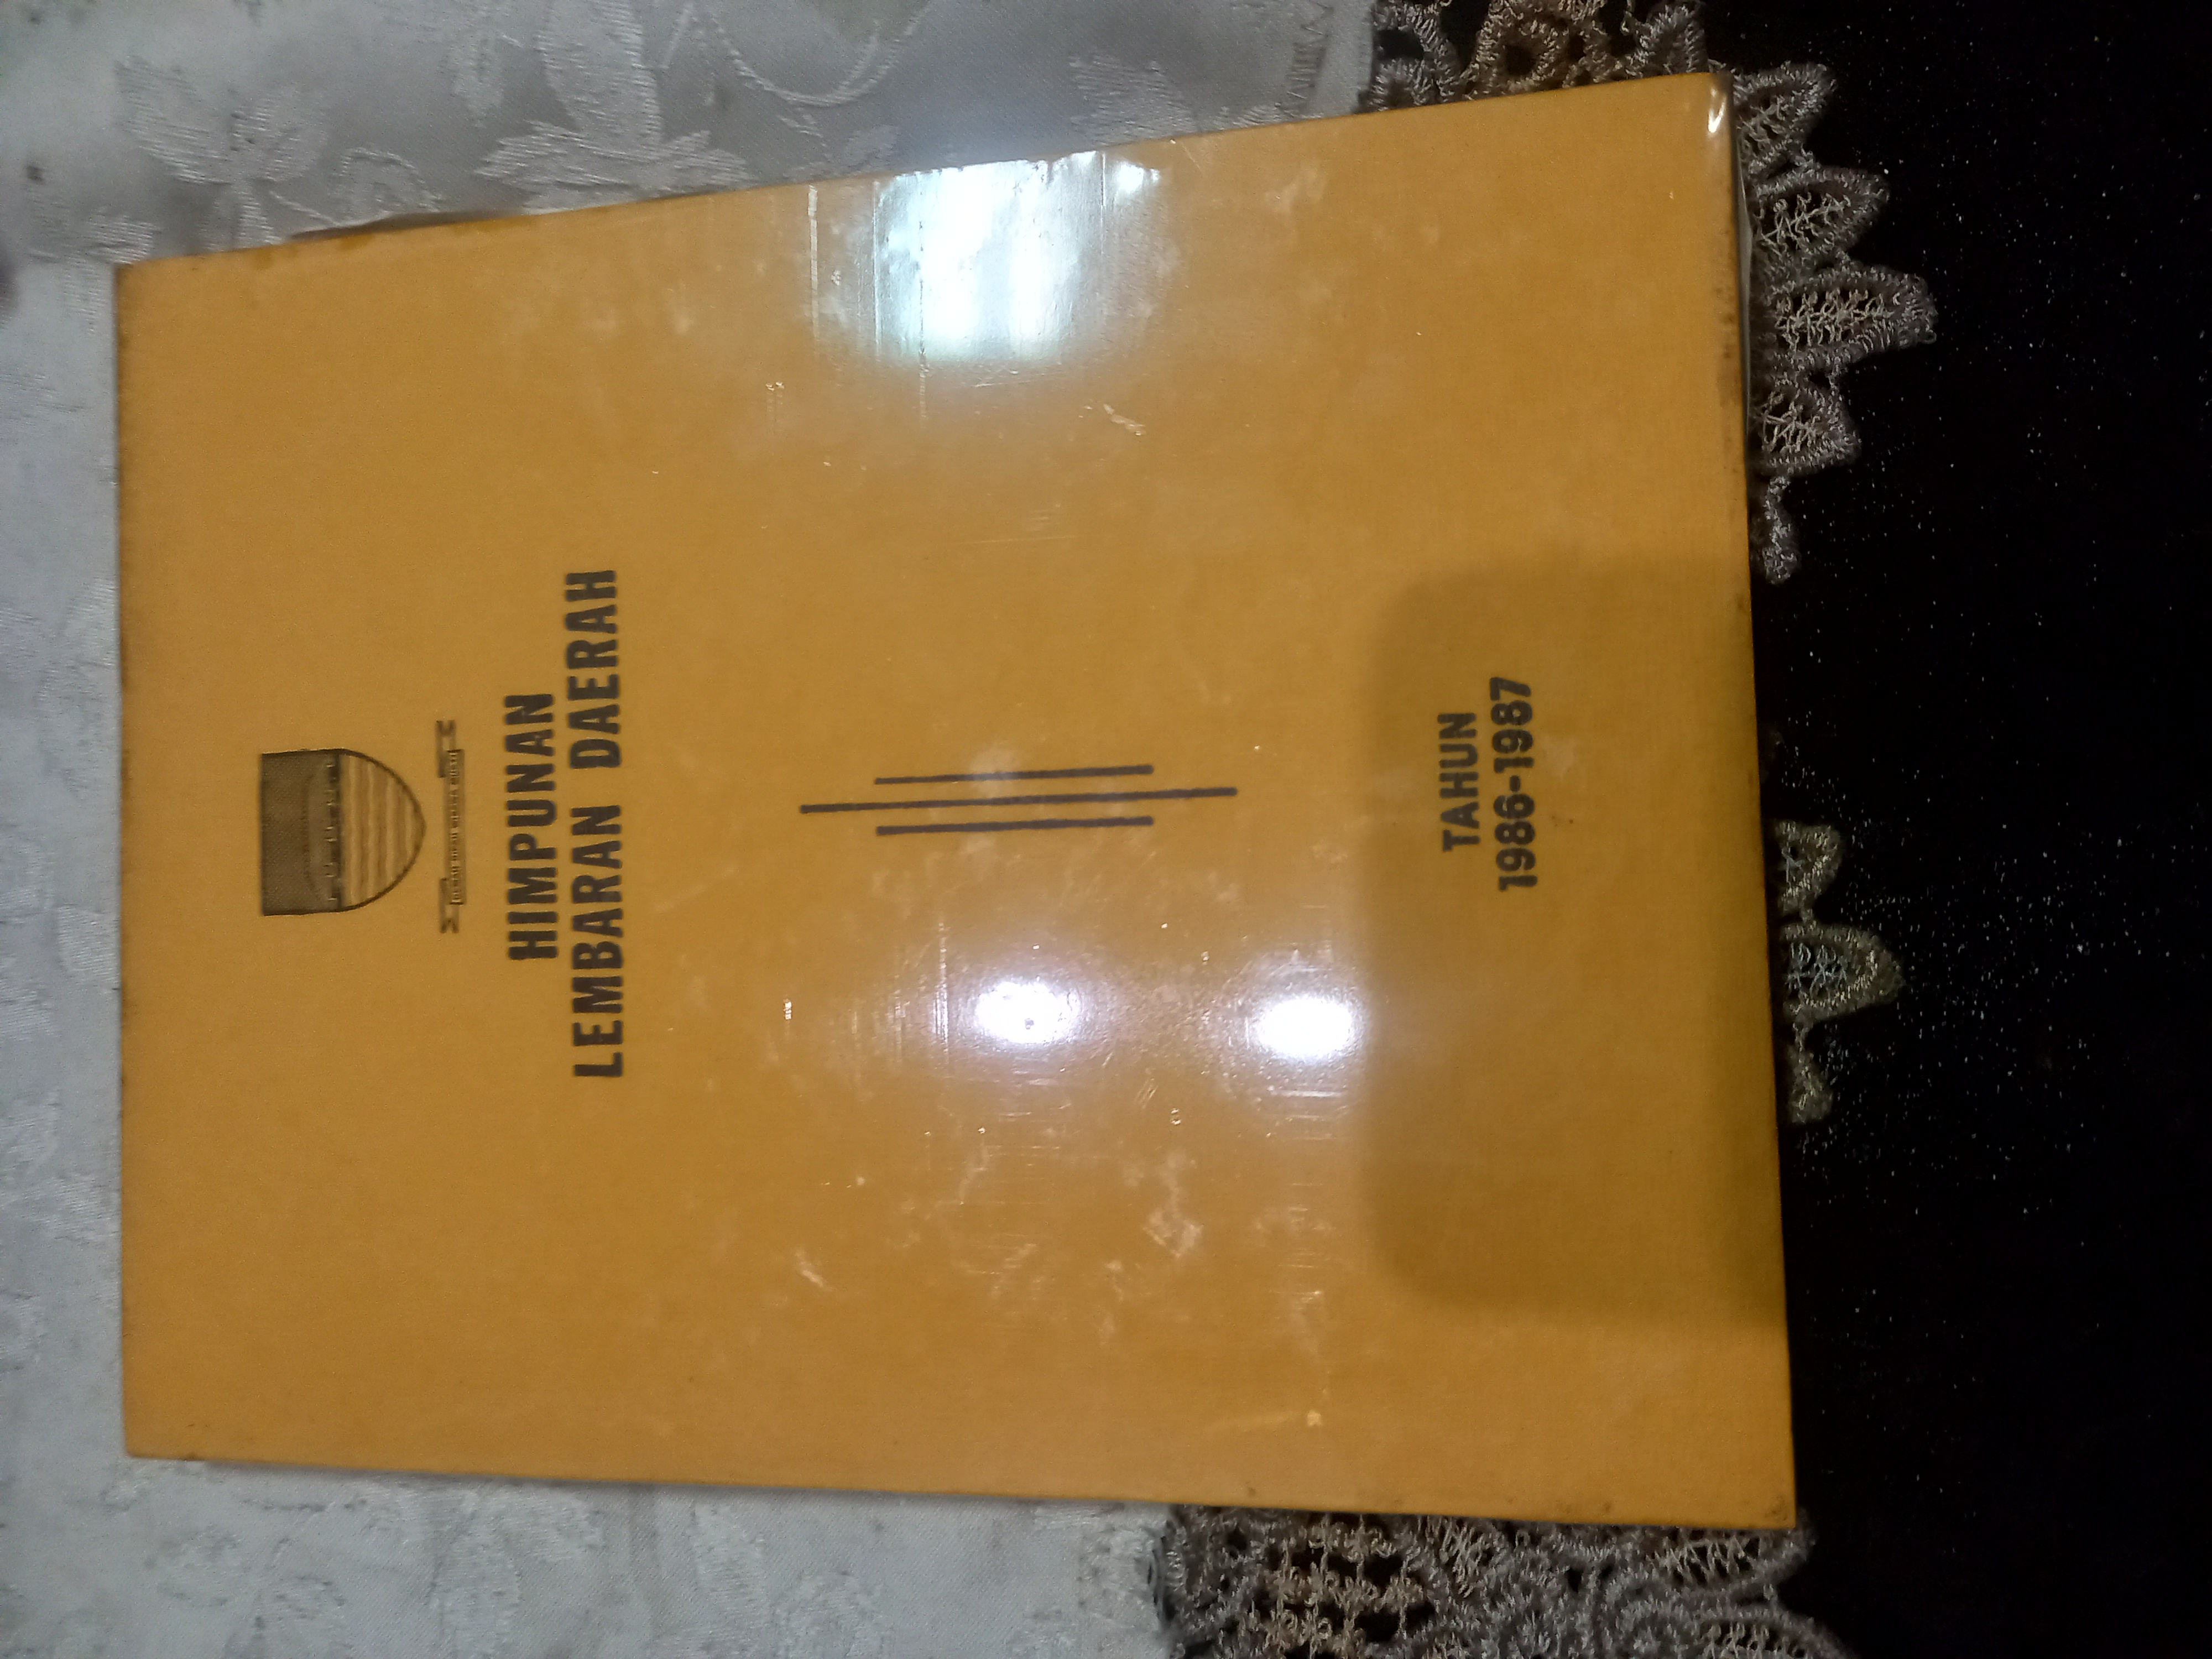 HIMPUNAN
LEMBARAN DAERAH
TAHUN
1986-1987